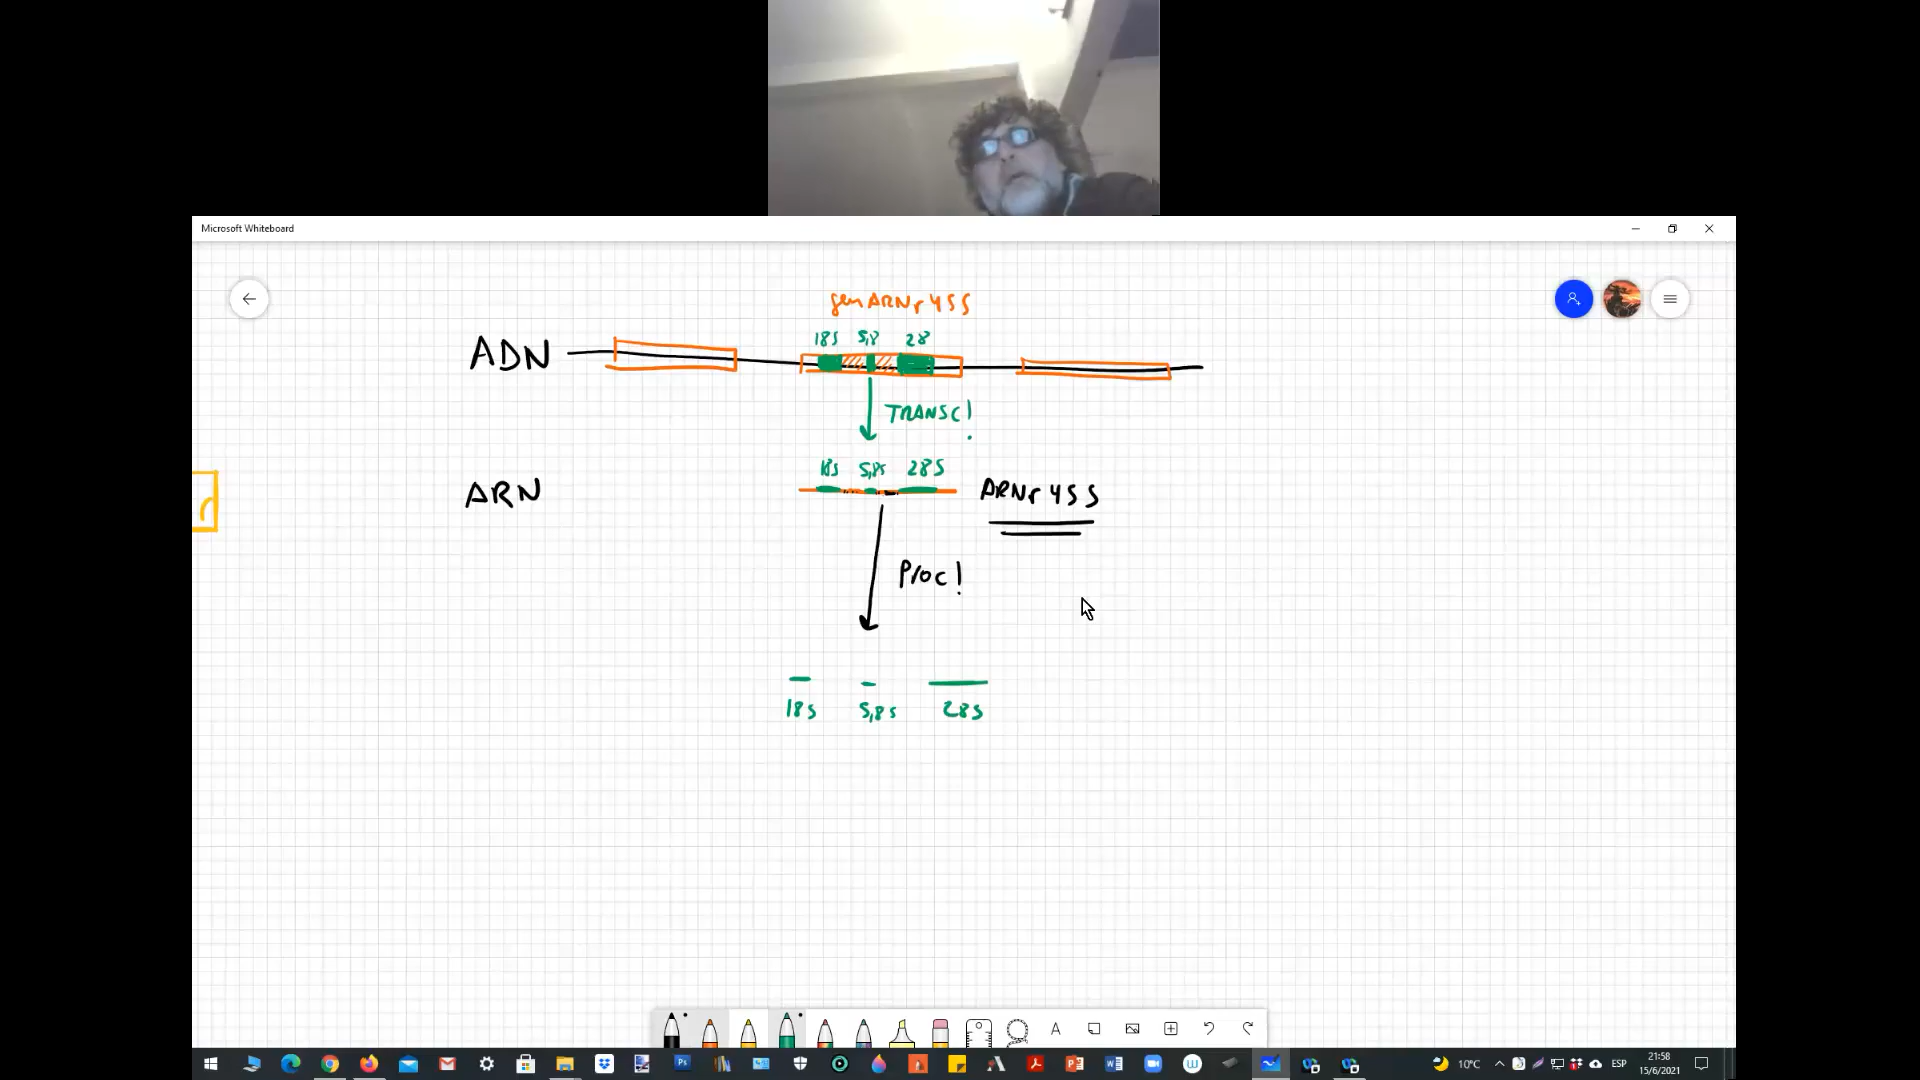 Microsoft Whiteboard
gen ARNr 45S
18S 5,8 28
ADN
TRANSC!
18s 5,8s 28S
ARN
ARNr 45S
Proc!
18s 5,8s 28s
10°C
ESP
21:58
15/6/2021